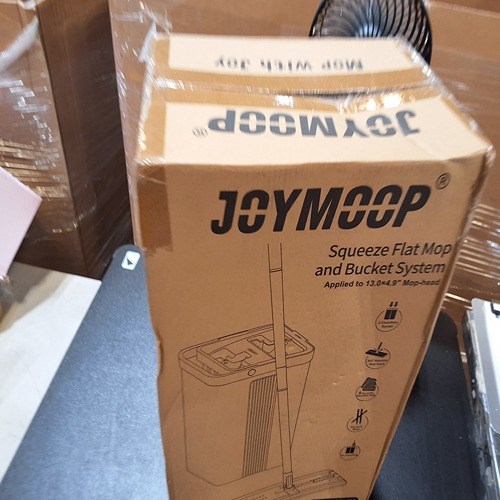 Mop With Joy
JOYMOOP®
JOYMOOP®
Squeeze Flat Mop
and Bucket System
Applied to 13.0×4.9" Mop-head